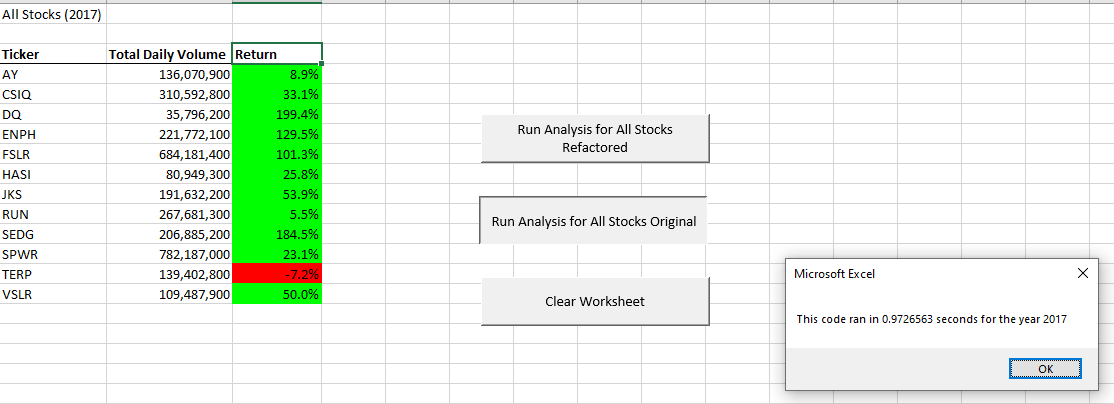 All Stocks (2017)
Ticker Total Daily Volume Return
AY 136,070,900 8.9%
CSIQ 310,592,800 33.1%
DQ 35,796,200 199.4%
ENPH 221,772,100 129.5%
FSLR 684,181,400 101.3%
HASI 80,949,300 25.8%
JKS 191,632,200 53.9%
RUN 267,681,300 5.5%
SEDG 206,885,200 184.5%
SPWR 782,187,000 23.1%
TERP 139,402,800 -7.2%
VSLR 109,487,900 50.0%
Run Analysis for All Stocks
Refactored
Run Analysis for All Stocks Original
Clear Worksheet
Microsoft Excel
This code ran in 0.9726563 seconds for the year 2017
OK